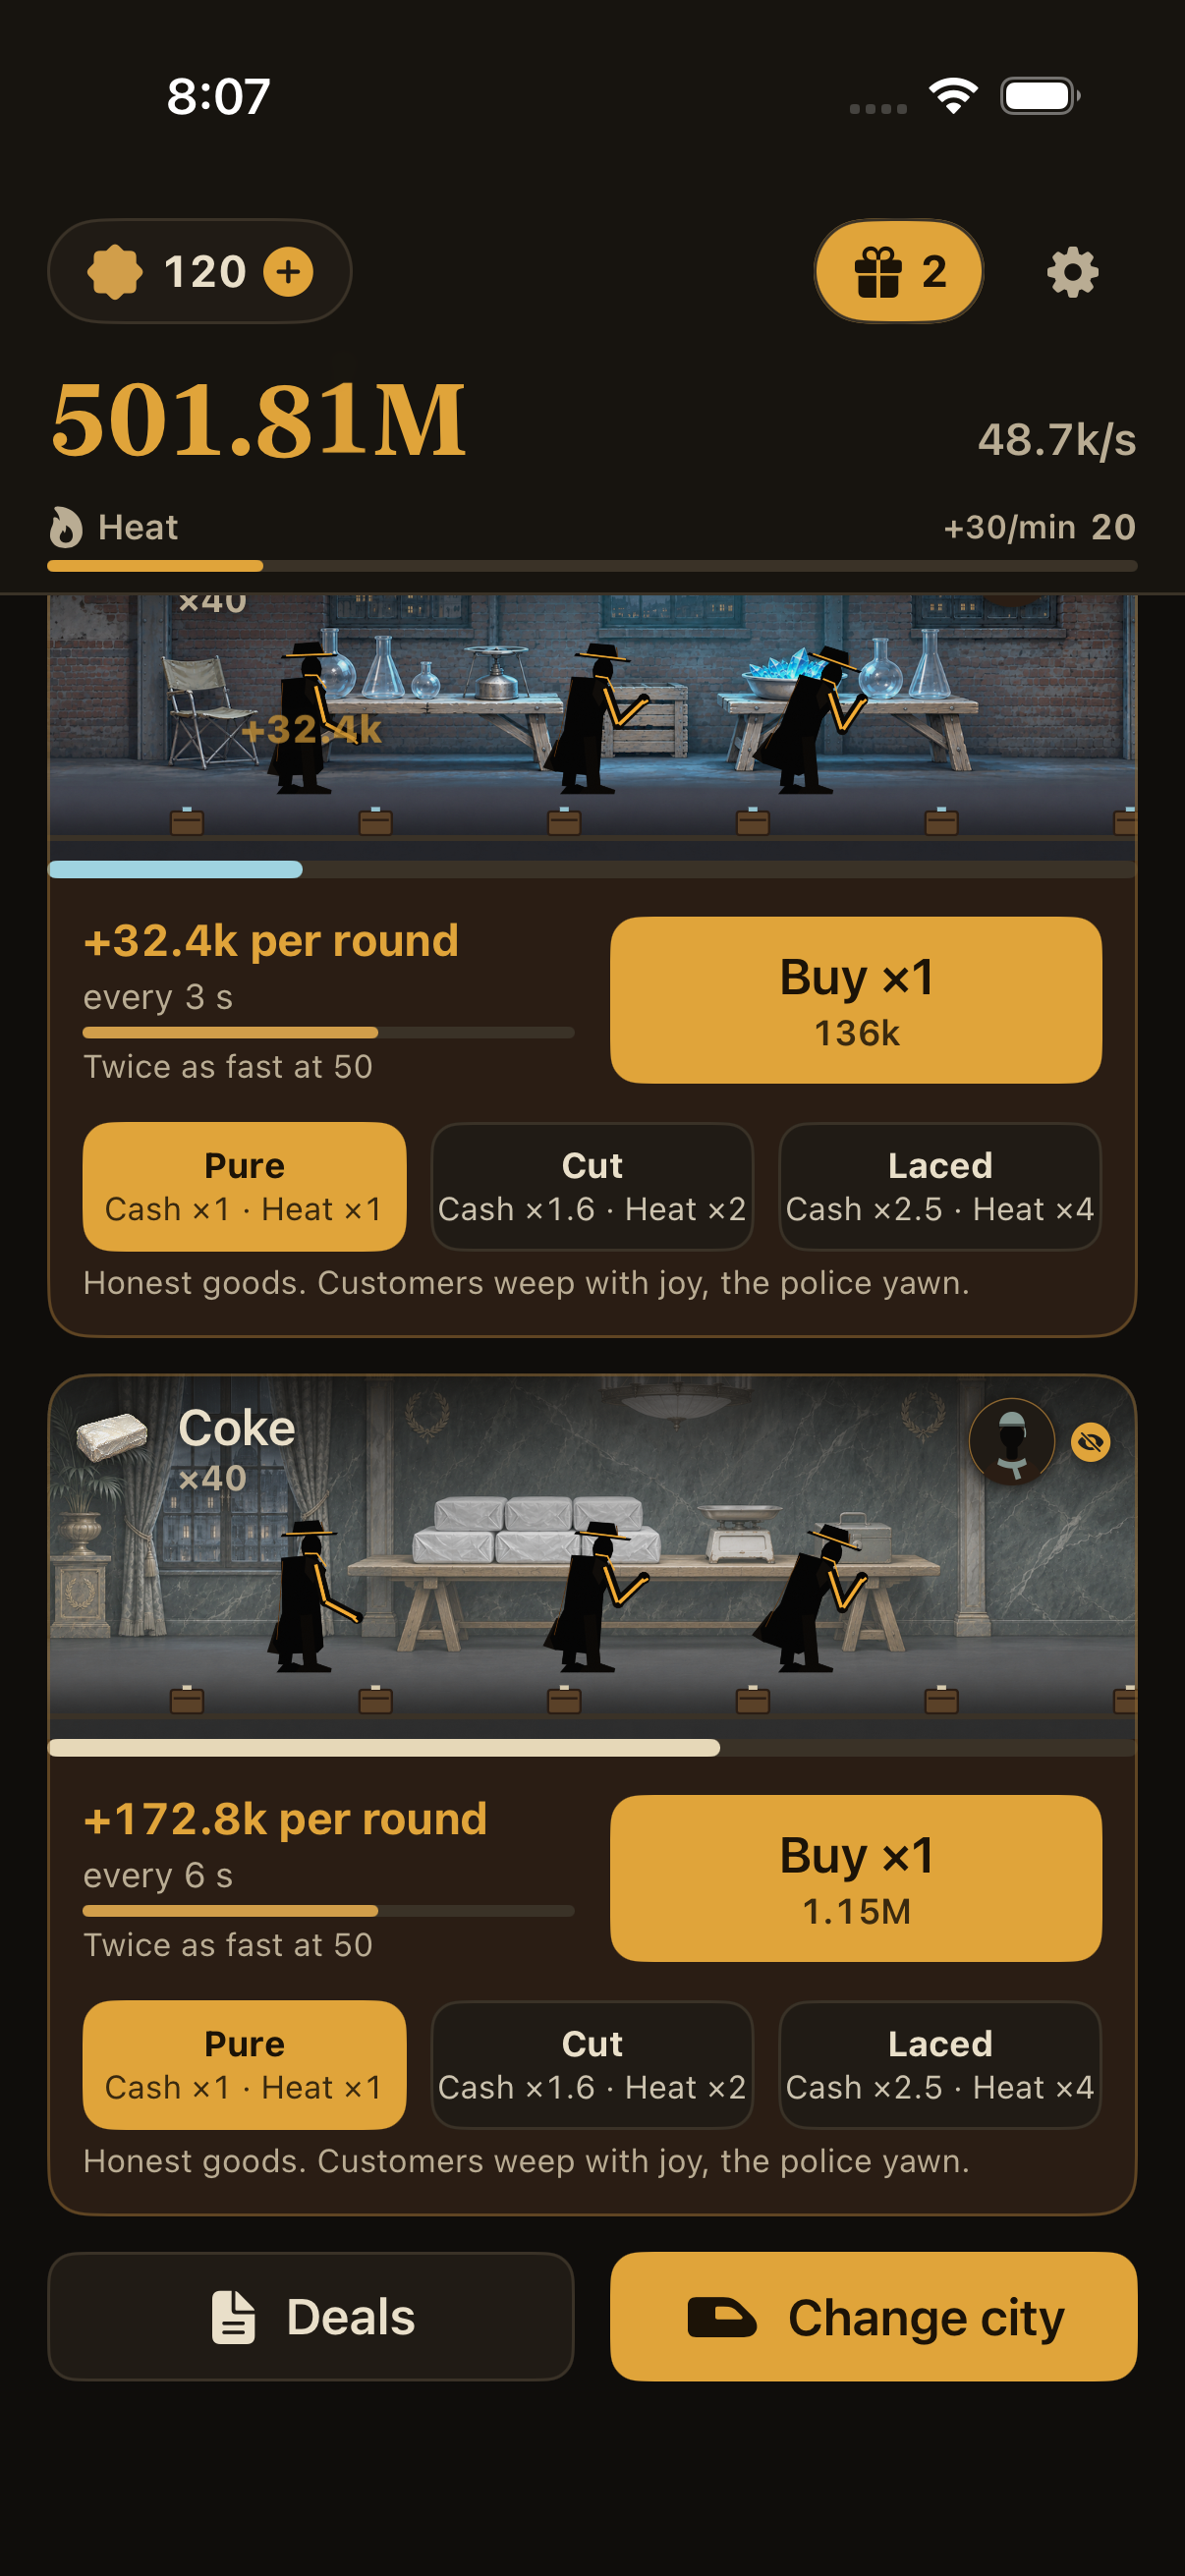 8:07
120
2
501.81M
48.7k/s
Heat
+30/min 20
×40
+32.4k
+32.4k per round
every 3 s
Twice as fast at 50
Buy ×1
136k
Pure
Cash ×1 · Heat ×1
Cut
Cash ×1.6 · Heat ×2
Laced
Cash ×2.5 · Heat ×4
Honest goods. Customers weep with joy, the police yawn.
Coke
×40
+172.8k per round
every 6 s
Twice as fast at 50
Buy ×1
1.15M
Pure
Cash ×1 · Heat ×1
Cut
Cash ×1.6 · Heat ×2
Laced
Cash ×2.5 · Heat ×4
Honest goods. Customers weep with joy, the police yawn.
Deals
Change city